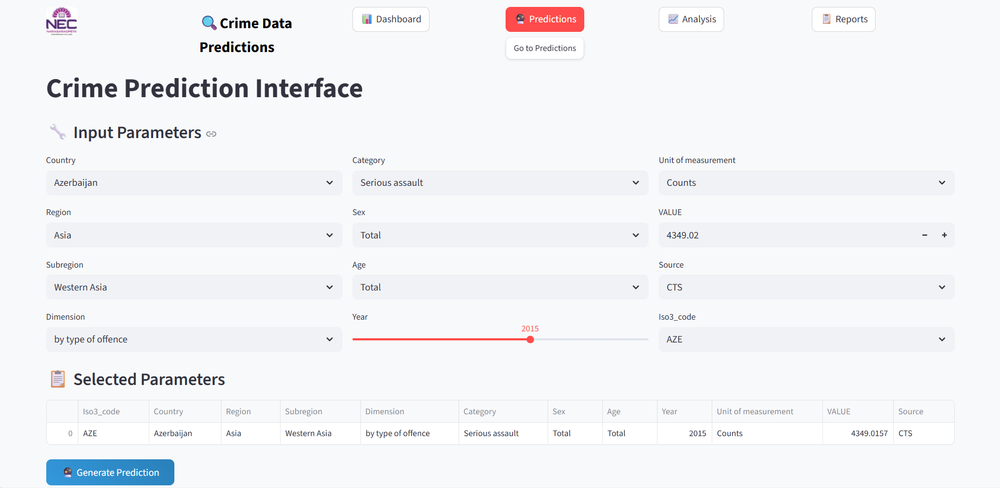 NEC
NARASARAOPETA
Crime Data
Predictions
Dashboard
Predictions
Analysis
Reports
Go to Predictions
Crime Prediction Interface
Input Parameters
Country
Category
Unit of measurement
Azerbaijan
Serious assault
Counts
Region
Sex
VALUE
Asia
Total
4349.02
Subregion
Age
Source
Western Asia
Total
CTS
Dimension
Year
Iso3_code
2015
by type of offence
AZE
Selected Parameters
Iso3_code Country Region Subregion Dimension Category Sex Age Year Unit of measurement VALUE Source
0 AZE Azerbaijan Asia Western Asia by type of offence Serious assault Total Total 2015 Counts 4349.0157 CTS
Generate Prediction